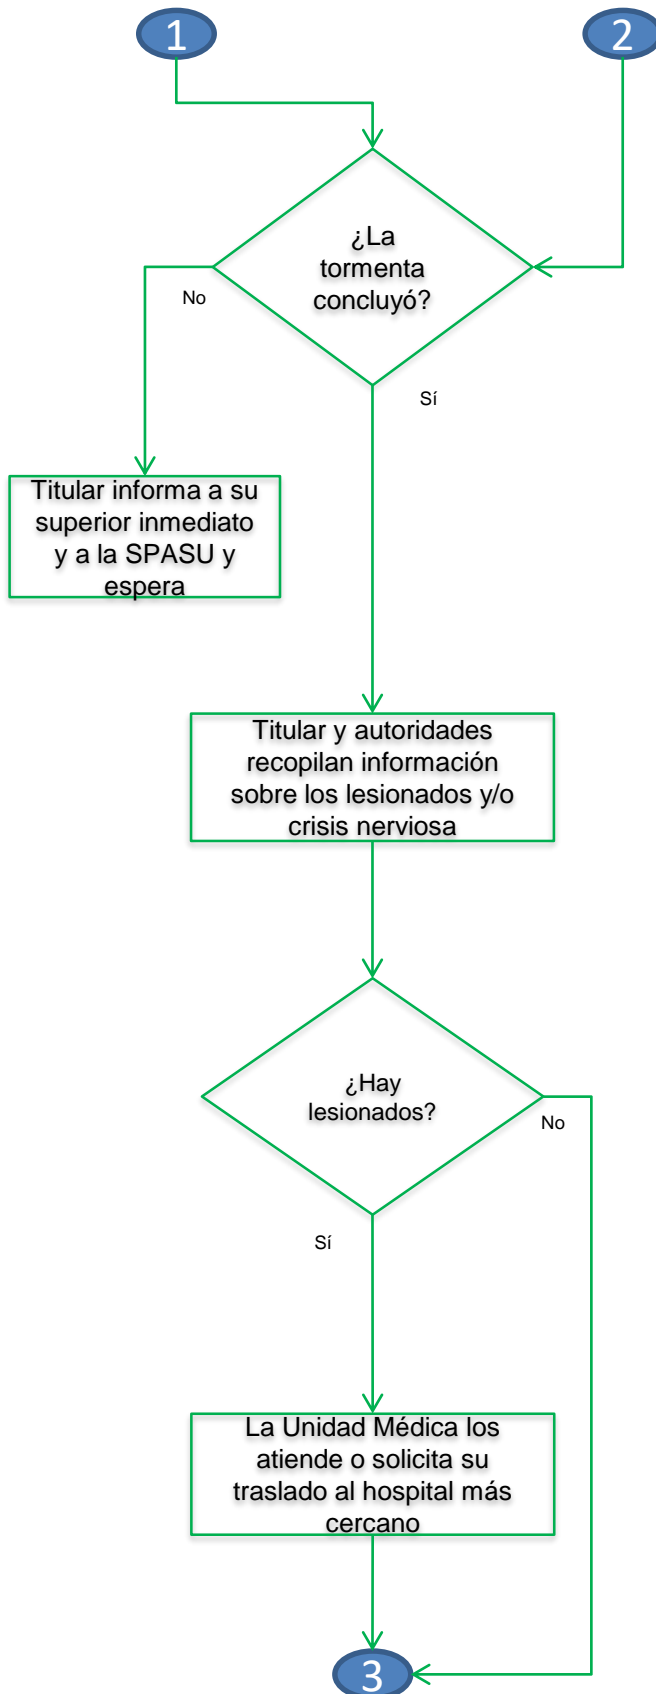 1
2
¿La
tormenta
concluyó?
No
Sí
Titular informa a su
superior inmediato
y a la SPASU y
espera
Titular y autoridades
recopilan información
sobre los lesionados y/o
crisis nerviosa
¿Hay
lesionados?
No
Sí
La Unidad Médica los
atiende o solicita su
traslado al hospital más
cercano
3